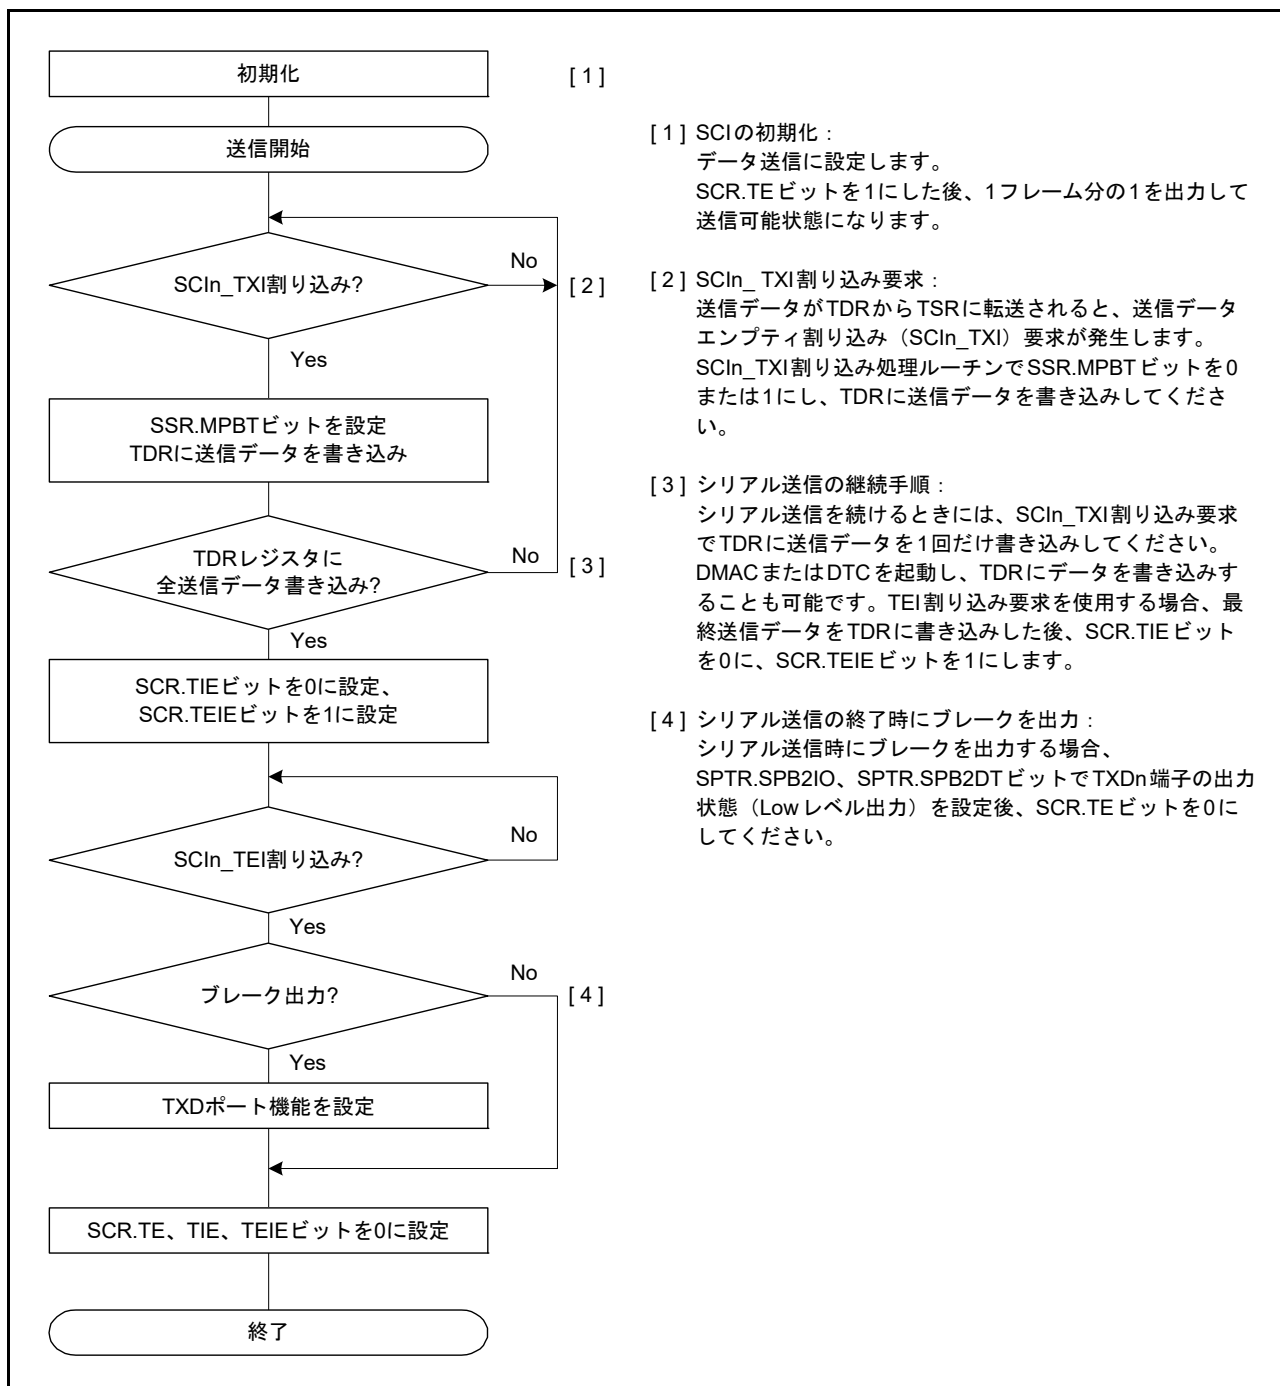 初期化
[ 1 ]
送信開始
SCIn_TXI割り込み?
No
[ 2 ]
Yes
SSR.MPBTビットを設定
TDRに送信データを書き込み
TDRレジスタに
全送信データ書き込み?
No
[ 3 ]
Yes
SCR.TIEビットを0に設定、
SCR.TEIEビットを1に設定
SCIn_TEI割り込み?
No
Yes
ブレーク出力?
No
[ 4 ]
Yes
TXDポート機能を設定
SCR.TE、TIE、TEIEビットを0に設定
終了
[ 1 ] SCIの初期化：
データ送信に設定します。
SCR.TEビットを1にした後、1フレーム分の1を出力して
送信可能状態になります。
[ 2 ] SCIn_ TXI割り込み要求：
送信データがTDRからTSRに転送されると、送信データ
エンプティ割り込み（SCIn_TXI）要求が発生します。
SCIn_TXI割り込み処理ルーチンでSSR.MPBTビットを0
または1にし、TDRに送信データを書き込みしてくださ
い。
[ 3 ] シリアル送信の継続手順：
シリアル送信を続けるときには、SCIn_TXI割り込み要求
でTDRに送信データを1回だけ書き込みしてください。
DMACまたはDTCを起動し、TDRにデータを書き込みす
ることも可能です。TEI割り込み要求を使用する場合、最
終送信データをTDRに書き込みした後、SCR.TIEビット
を0に、SCR.TEIEビットを1にします。
[ 4 ] シリアル送信の終了時にブレークを出力：
シリアル送信時にブレークを出力する場合、
SPTR.SPB2IO、SPTR.SPB2DTビットでTXDn端子の出力
状態（Lowレベル出力）を設定後、SCR.TEビットを0に
してください。